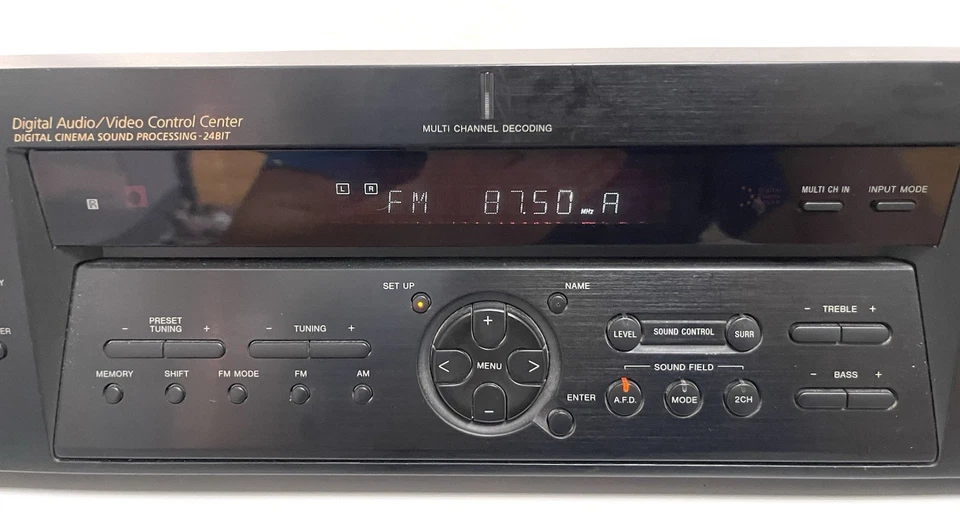 Digital Audio/Video Control Center
DIGITAL CINEMA SOUND PROCESSING-24BIT
MULTI CHANNEL DECODING
R
L R
FM 87.50 MHz A
MULTI CH IN
INPUT MODE
SET UP
NAME
PRESET
TUNING
− +
− TUNING +
MEMORY
SHIFT
FM MODE
FM
AM
+
< MENU >
−
ENTER
LEVEL
SOUND CONTROL
SURR
SOUND FIELD
A.F.D.
MODE
2CH
− TREBLE +
− BASS +